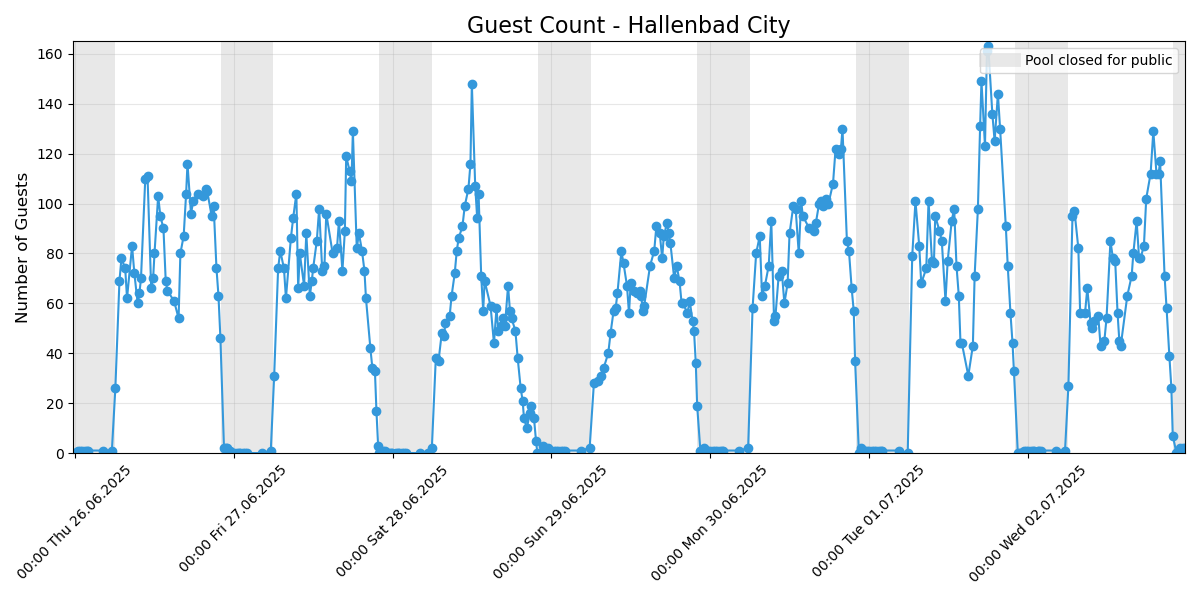 Guest Count - Hallenbad City
Pool closed for public
Number of Guests
160
140
120
100
80
60
40
20
0
00:00 Thu 26.06.2025
00:00 Fri 27.06.2025
00:00 Sat 28.06.2025
00:00 Sun 29.06.2025
00:00 Mon 30.06.2025
00:00 Tue 01.07.2025
00:00 Wed 02.07.2025